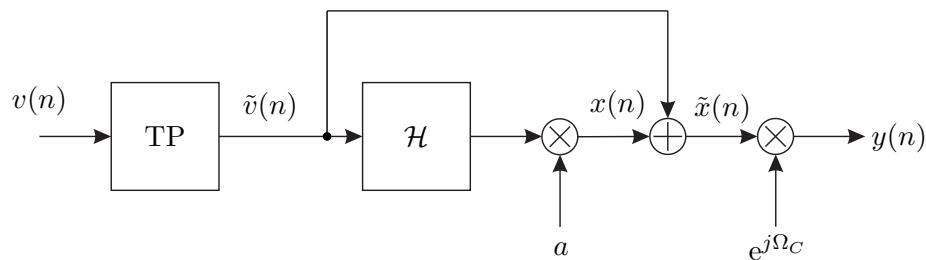 v(n)
TP
ṽ(n)
ℋ
x(n)
x̃(n)
y(n)
a
e^{jΩ_C}